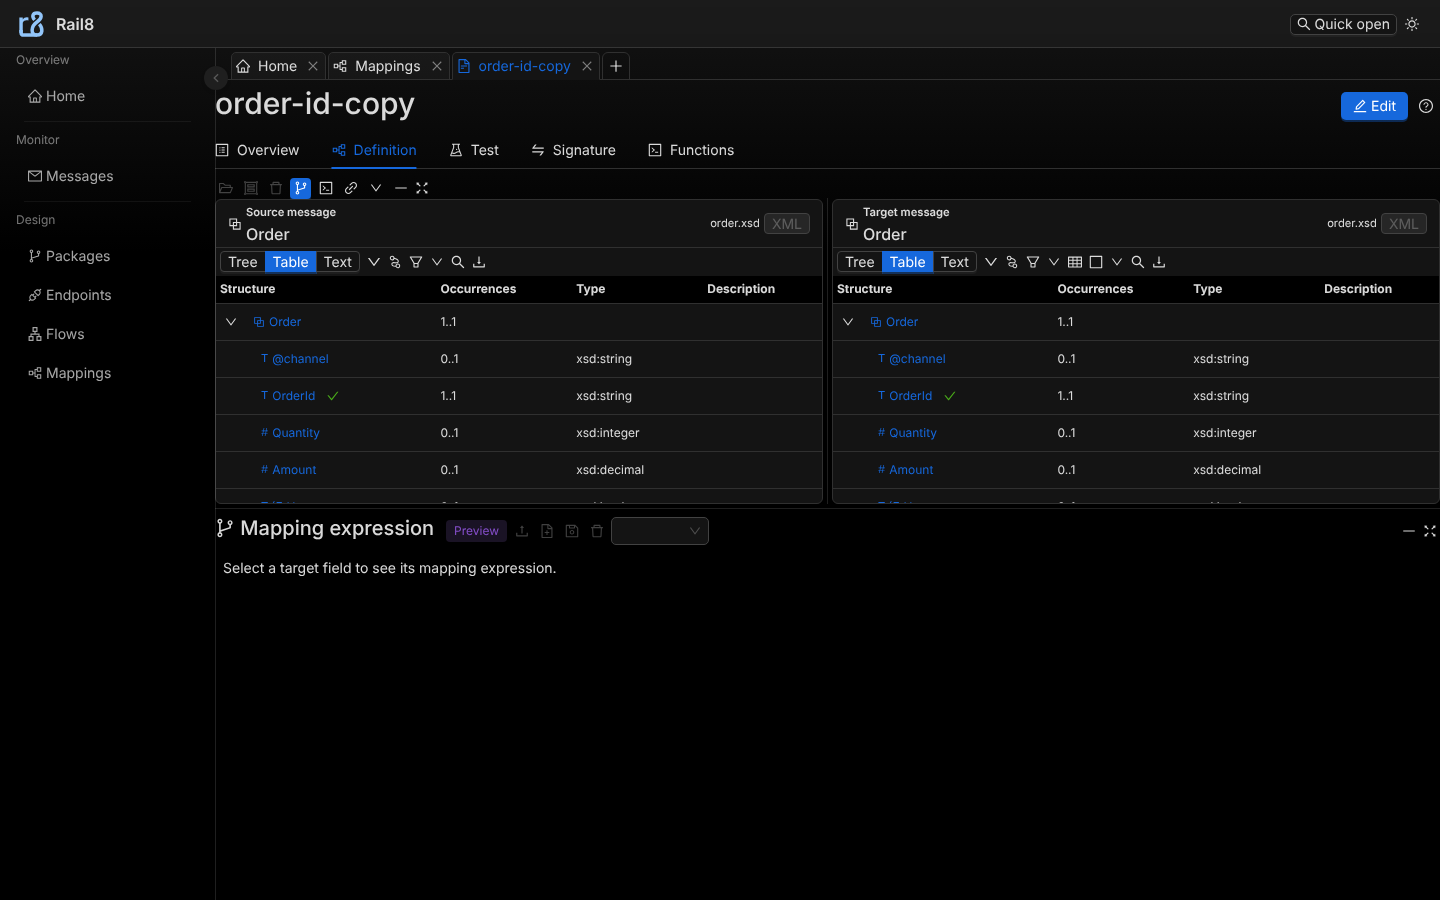 Rail8
Quick open
Overview
Home
Monitor
Messages
Design
Packages
Endpoints
Flows
Mappings
Home
Mappings
order-id-copy
order-id-copy
Edit
Overview
Definition
Test
Signature
Functions
Source message
Order
order.xsd XML
Tree Table Text
Structure Occurrences Type Description
Order 1..1
T @channel 0..1 xsd:string
T OrderId 1..1 xsd:string
# Quantity 0..1 xsd:integer
# Amount 0..1 xsd:decimal
Target message
Order
order.xsd XML
Tree Table Text
Structure Occurrences Type Description
Order 1..1
T @channel 0..1 xsd:string
T OrderId 1..1 xsd:string
# Quantity 0..1 xsd:integer
# Amount 0..1 xsd:decimal
Mapping expression Preview
Select a target field to see its mapping expression.